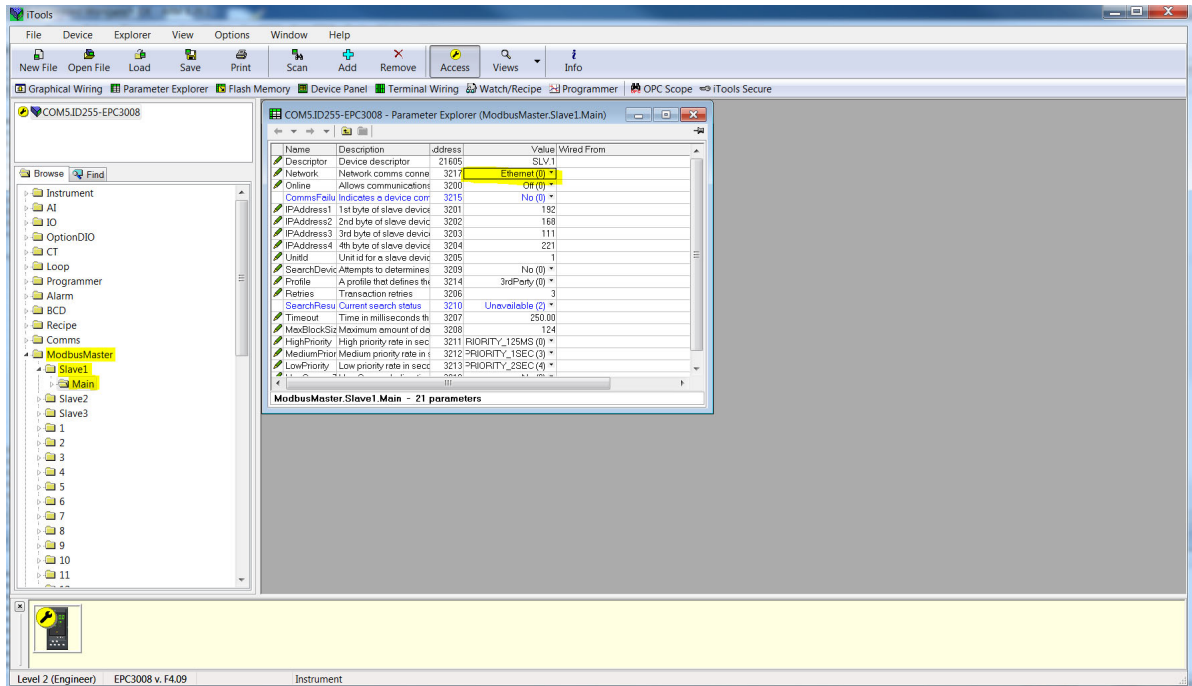 iTools
File Device Explorer View Options Window Help
New File Open File Load Save Print Scan Add Remove Access Views Info
Graphical Wiring Parameter Explorer Flash Memory Device Panel Terminal Wiring Watch/Recipe Programmer OPC Scope iTools Secure
COM5.ID255-EPC3008
Browse Find
Instrument
AI
IO
OptionDIO
CT
Loop
Programmer
Alarm
BCD
Recipe
Comms
ModbusMaster
Slave1
Main
Slave2
Slave3
1
2
3
4
5
6
7
8
9
10
11
COM5.ID255-EPC3008 - Parameter Explorer (ModbusMaster.Slave1.Main)
Name Description ddress Value Wired From
Descriptor Device descriptor 21605 SLV.1
Network Network comms conne 3217 Ethernet (0)
Online Allows communications 3200 Off (0)
CommsFailu Indicates a device com 3215 No (0)
IPAddress1 1st byte of slave device 3201 192
IPAddress2 2nd byte of slave devic 3202 168
IPAddress3 3rd byte of slave devic 3203 111
IPAddress4 4th byte of slave device 3204 221
UnitId Unit id for a slave devic 3205 1
SearchDevic Attempts to determines 3209 No (0)
Profile A profile that defines the 3214 3rdParty (0)
Retries Transaction retries 3206 3
SearchResu Current search status 3210 Unavailable (2)
Timeout Time in milliseconds th 3207 250.00
MaxBlockSiz Maximum amount of da 3208 124
HighPriority High priority rate in sec 3211 RIORITY_125MS (0)
MediumPrior Medium priority rate in s 3212 PRIORITY_1SEC (3)
LowPriority Low priority rate in secc 3213 PRIORITY_2SEC (4)
ModbusMaster.Slave1.Main - 21 parameters
Level 2 (Engineer) EPC3008 v. F4.09 Instrument